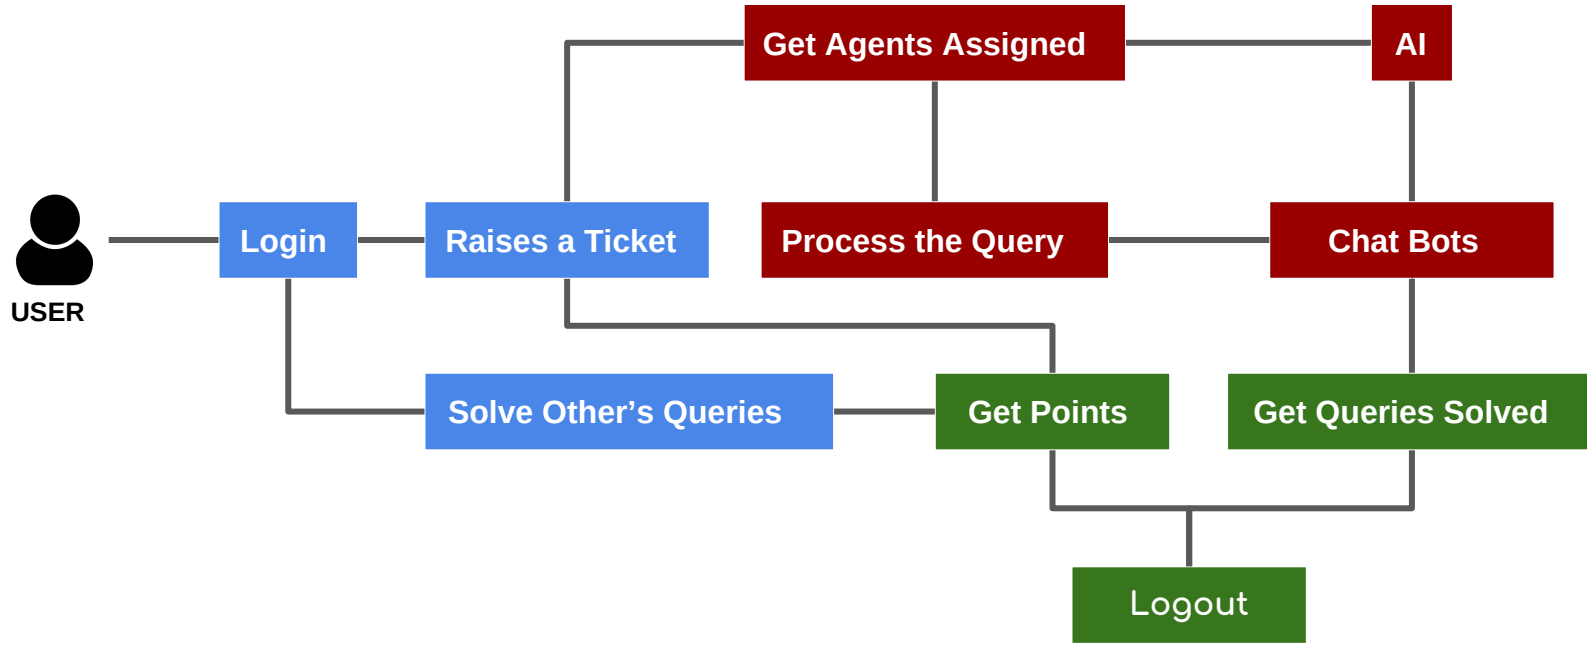 Get Agents Assigned
AI
Login
Raises a Ticket
Process the Query
Chat Bots
USER
Solve Other’s Queries
Get Points
Get Queries Solved
Logout